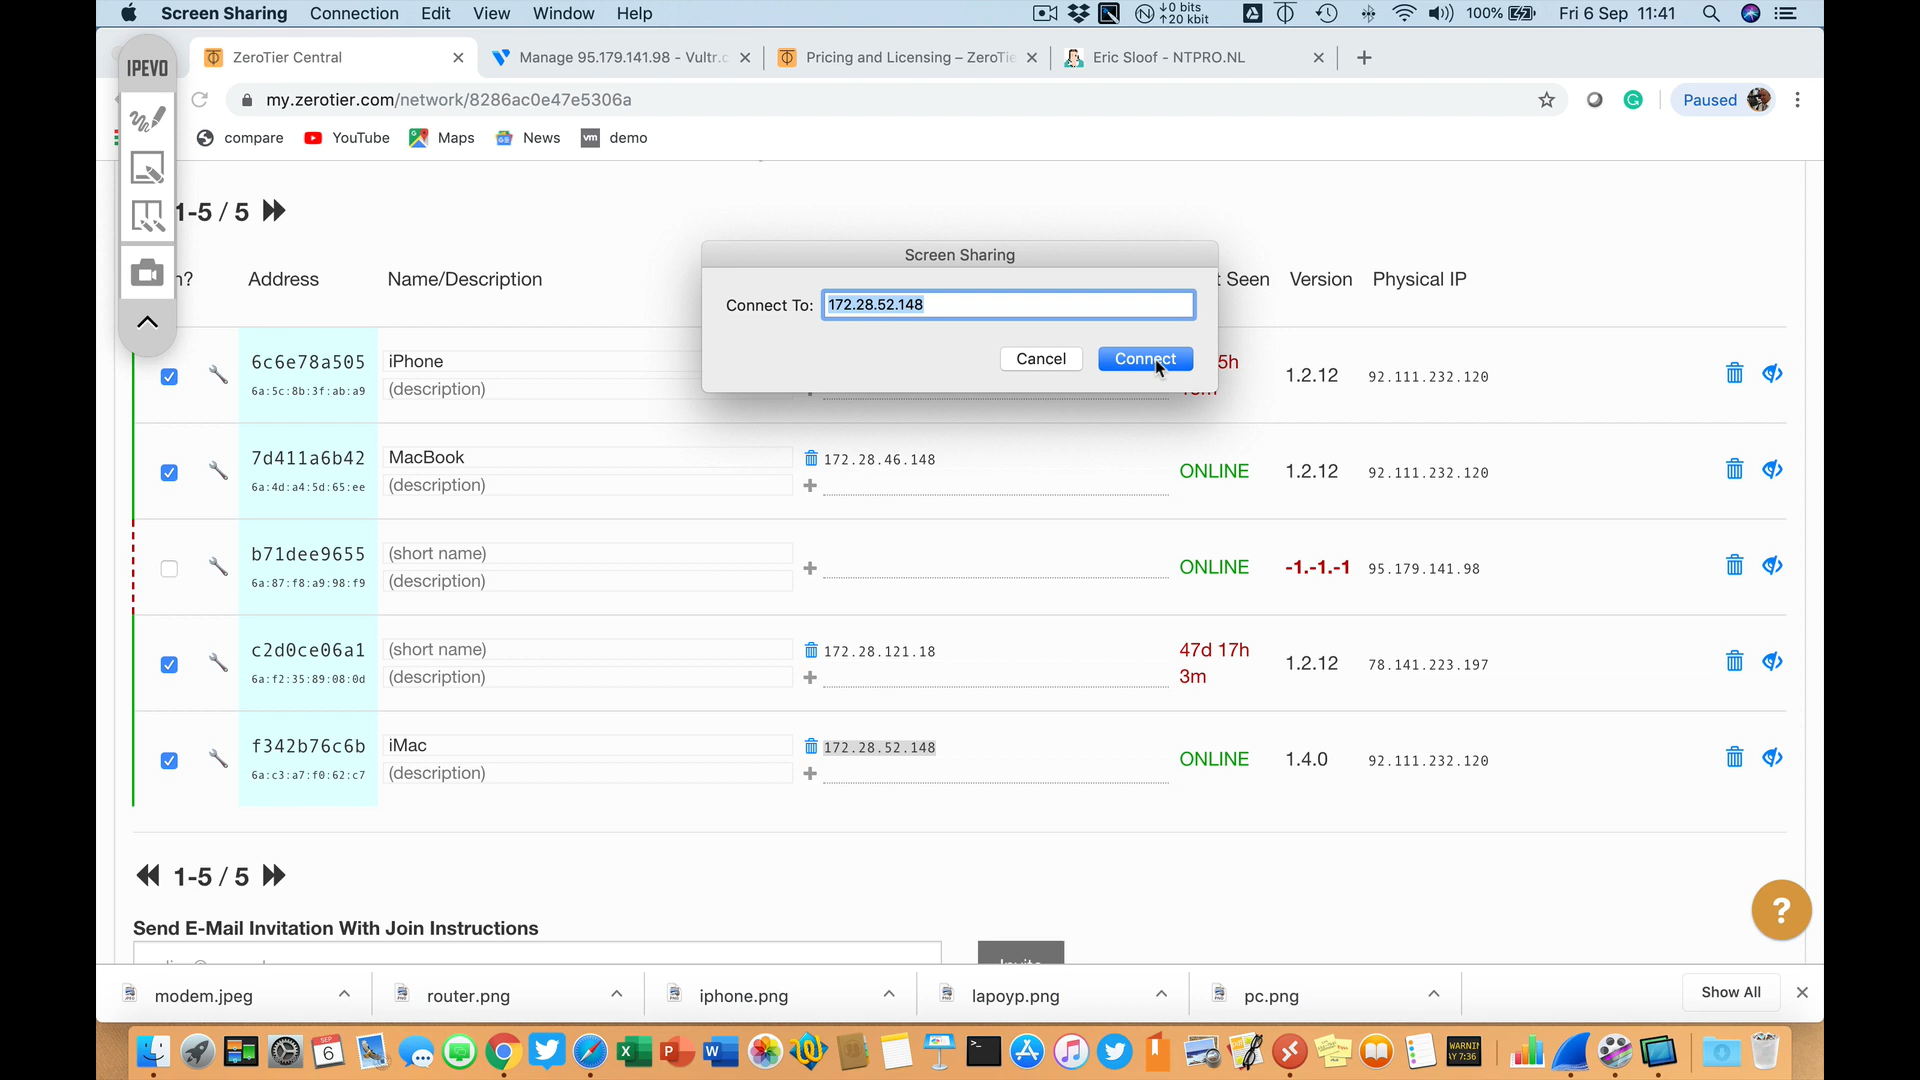 Screen Sharing Connection Edit View Window Help
↓0 bits
↑20 kbit
100% Fri 6 Sep 11:41
IPEVO
ZeroTier Central
Manage 95.179.141.98 - Vultr.c
Pricing and Licensing – ZeroTie
Eric Sloof - NTPRO.NL
my.zerotier.com/network/8286ac0e47e5306a
Paused
compare YouTube Maps News vm demo
1-5 / 5
Screen Sharing
Connect To: 172.28.52.148
Cancel Connect
Address Name/Description Seen Version Physical IP
6c6e78a505 iPhone 5h 1.2.12 92.111.232.120
6a:5c:8b:3f:ab:a9 (description)
7d411a6b42 MacBook 172.28.46.148 ONLINE 1.2.12 92.111.232.120
6a:4d:a4:5d:65:ee (description)
b71dee9655 (short name) ONLINE -1.-1.-1 95.179.141.98
6a:87:f8:a9:98:f9 (description)
c2d0ce06a1 (short name) 172.28.121.18 47d 17h 3m 1.2.12 78.141.223.197
6a:f2:35:89:08:0d (description)
f342b76c6b iMac 172.28.52.148 ONLINE 1.4.0 92.111.232.120
6a:c3:a7:f0:62:c7 (description)
1-5 / 5
Send E-Mail Invitation With Join Instructions
Invite
?
modem.jpeg router.png iphone.png lapoyp.png pc.png Show All
SEP
6
WARNIN
AY 7:36